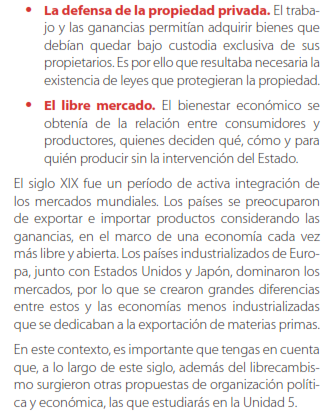 • La defensa de la propiedad privada. El traba-
jo y las ganancias permitían adquirir bienes que
debían quedar bajo custodia exclusiva de sus
propietarios. Es por ello que resultaba necesaria la
existencia de leyes que protegieran la propiedad.
• El libre mercado. El bienestar económico se
obtenía de la relación entre consumidores y
productores, quienes deciden qué, cómo y para
quién producir sin la intervención del Estado.
El siglo XIX fue un período de activa integración de
los mercados mundiales. Los países se preocuparon
de exportar e importar productos considerando las
ganancias, en el marco de una economía cada vez
más libre y abierta. Los países industrializados de Euro-
pa, junto con Estados Unidos y Japón, dominaron los
mercados, por lo que se crearon grandes diferencias
entre estos y las economías menos industrializadas
que se dedicaban a la exportación de materias primas.
En este contexto, es importante que tengas en cuenta
que, a lo largo de este siglo, además del librecambis-
mo surgieron otras propuestas de organización políti-
ca y económica, las que estudiarás en la Unidad 5.